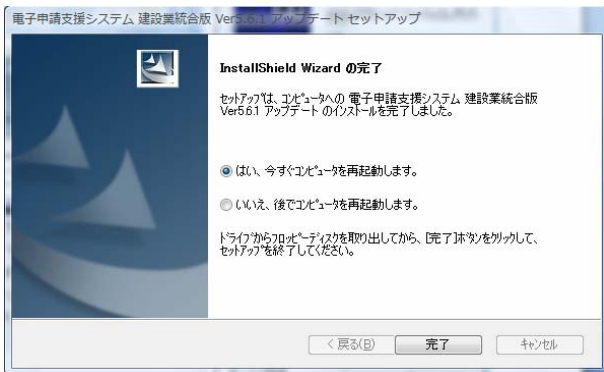 電子申請支援システム 建設業統合版 Ver5.6.1 アップデート セットアップ
InstallShield Wizard の完了
セットアップは、コンピュータへの 電子申請支援システム 建設業統合版
Ver5.6.1 アップデート のインストールを完了しました。
はい、今すぐコンピュータを再起動します。
いいえ、後でコンピュータを再起動します。
ドライブからフロッピーディスクを取り出してから、[完了]ボタンをクリックして、
セットアップを終了してください。
< 戻る(B)
完了
キャンセル